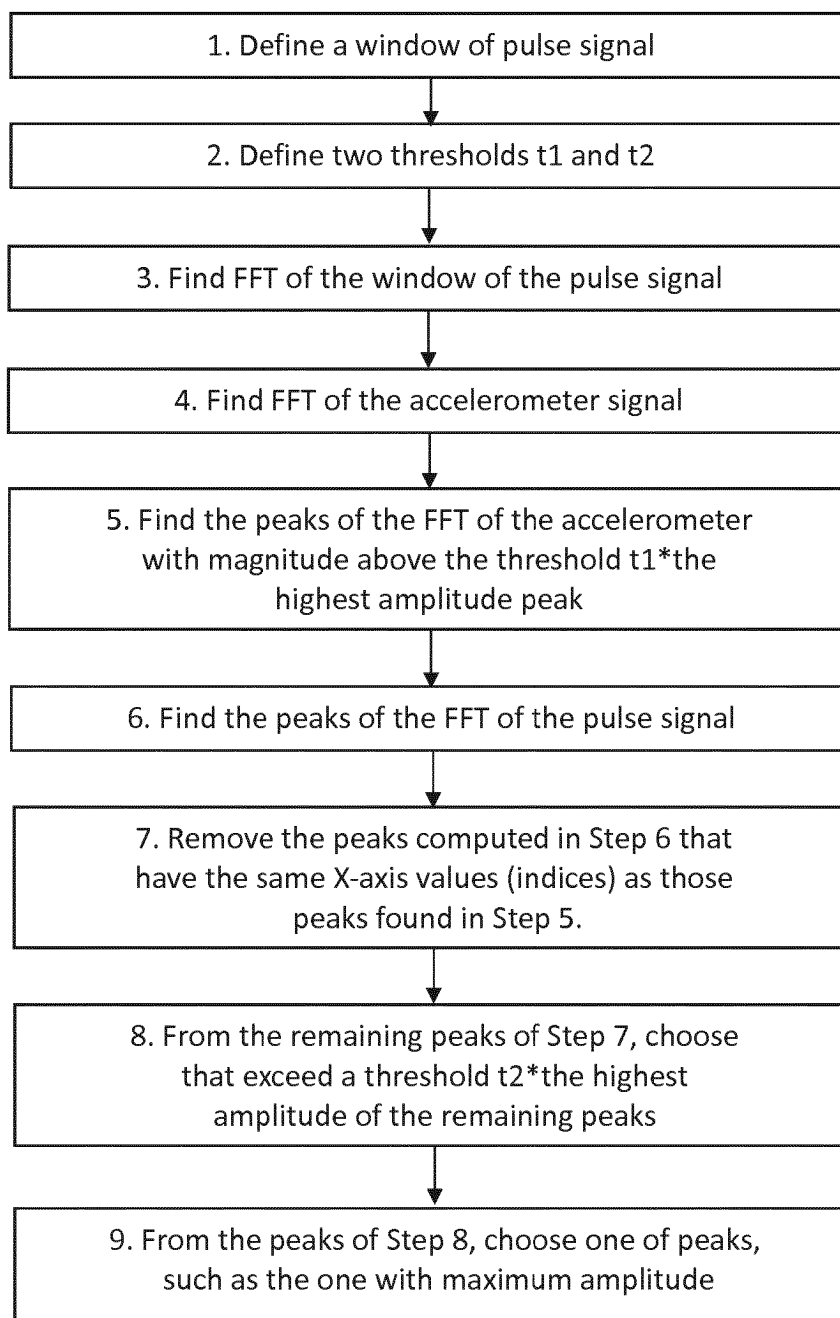 1. Define a window of pulse signal
2. Define two thresholds t1 and t2
3. Find FFT of the window of the pulse signal
4. Find FFT of the accelerometer signal
5. Find the peaks of the FFT of the accelerometer
with magnitude above the threshold t1*the
highest amplitude peak
6. Find the peaks of the FFT of the pulse signal
7. Remove the peaks computed in Step 6 that
have the same X-axis values (indices) as those
peaks found in Step 5.
8. From the remaining peaks of Step 7, choose
that exceed a threshold t2*the highest
amplitude of the remaining peaks
9. From the peaks of Step 8, choose one of peaks,
such as the one with maximum amplitude